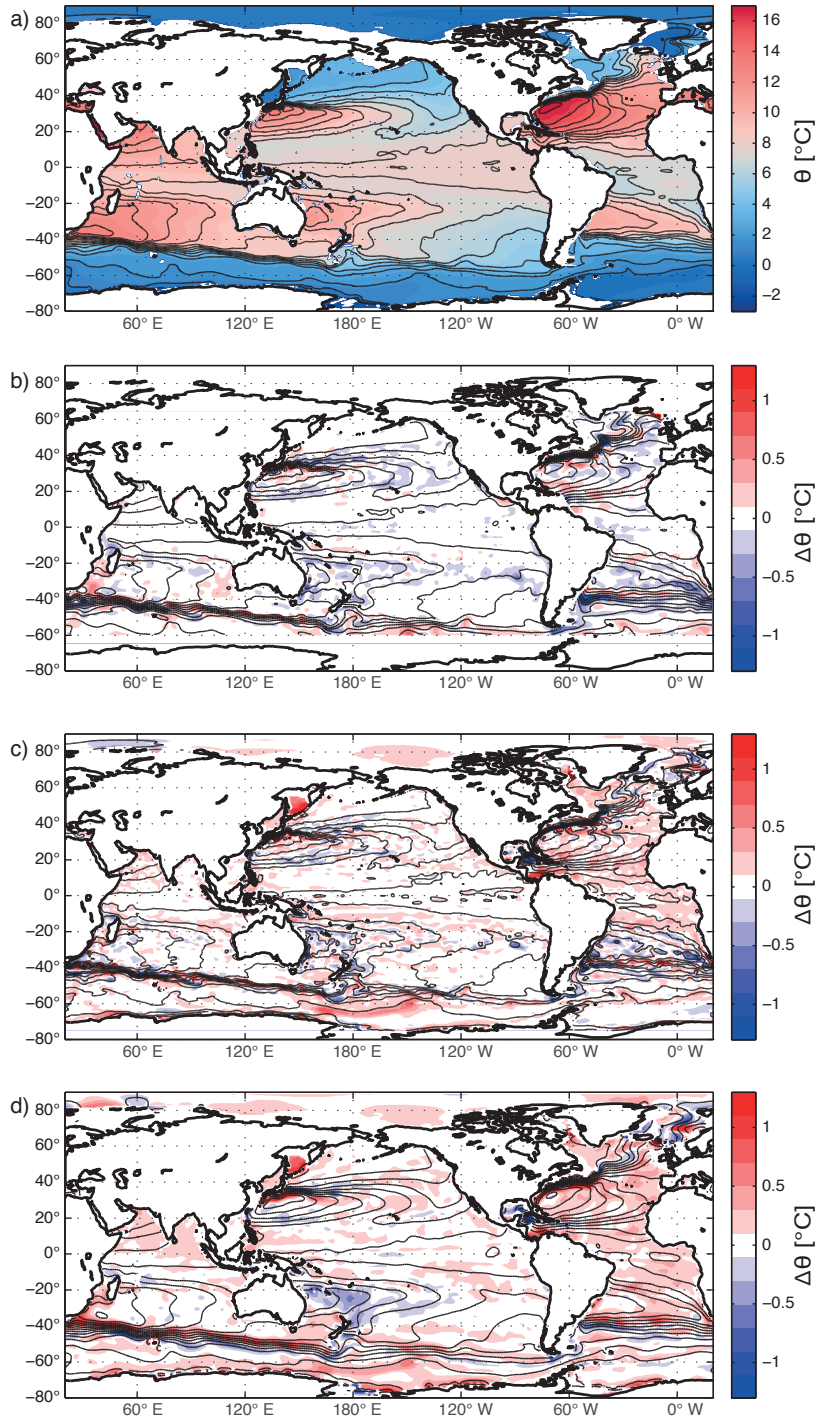 a)
80°
40°
20°
0°
−20°
−40°
−60°
−80°
60° E
120° E
180° E
120° W
60° W
0° W
16
14
12
10
8
6
4
2
0
−2
θ [°C]
b)
80°
60°
40°
20°
0°
−20°
−40°
−60°
−80°
60° E
120° E
180° E
120° W
60° W
0° W
1
0.5
0
−0.5
−1
Δθ [°C]
c)
80°
60°
40°
20°
0°
−20°
−40°
−60°
−80°
60° E
120° E
180° E
120° W
60° W
0° W
1
0.5
0
−0.5
−1
Δθ [°C]
d)
80°
60°
40°
20°
0°
−20°
−40°
−60°
−80°
60° E
120° E
180° E
120° W
60° W
0° W
1
0.5
0
−0.5
−1
Δθ [°C]